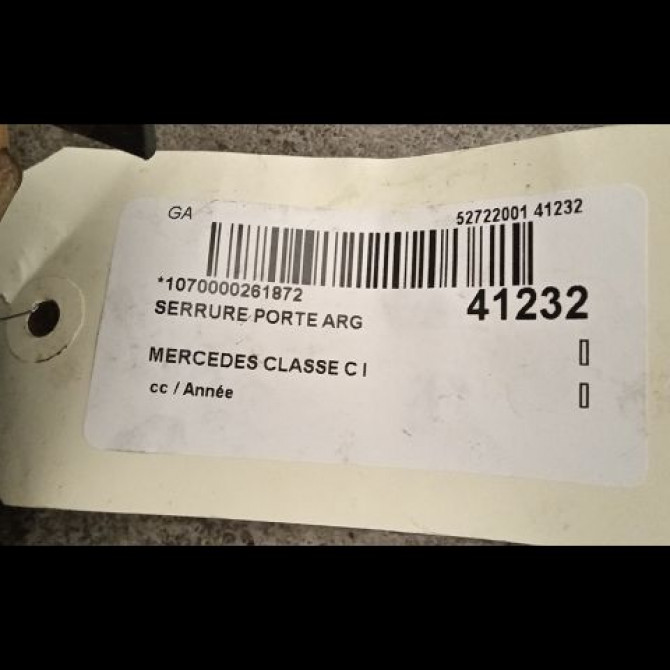 GA 52722001 41232
*1070000261872 41232
SERRURE PORTE ARG
MERCEDES CLASSE C I
cc / Année